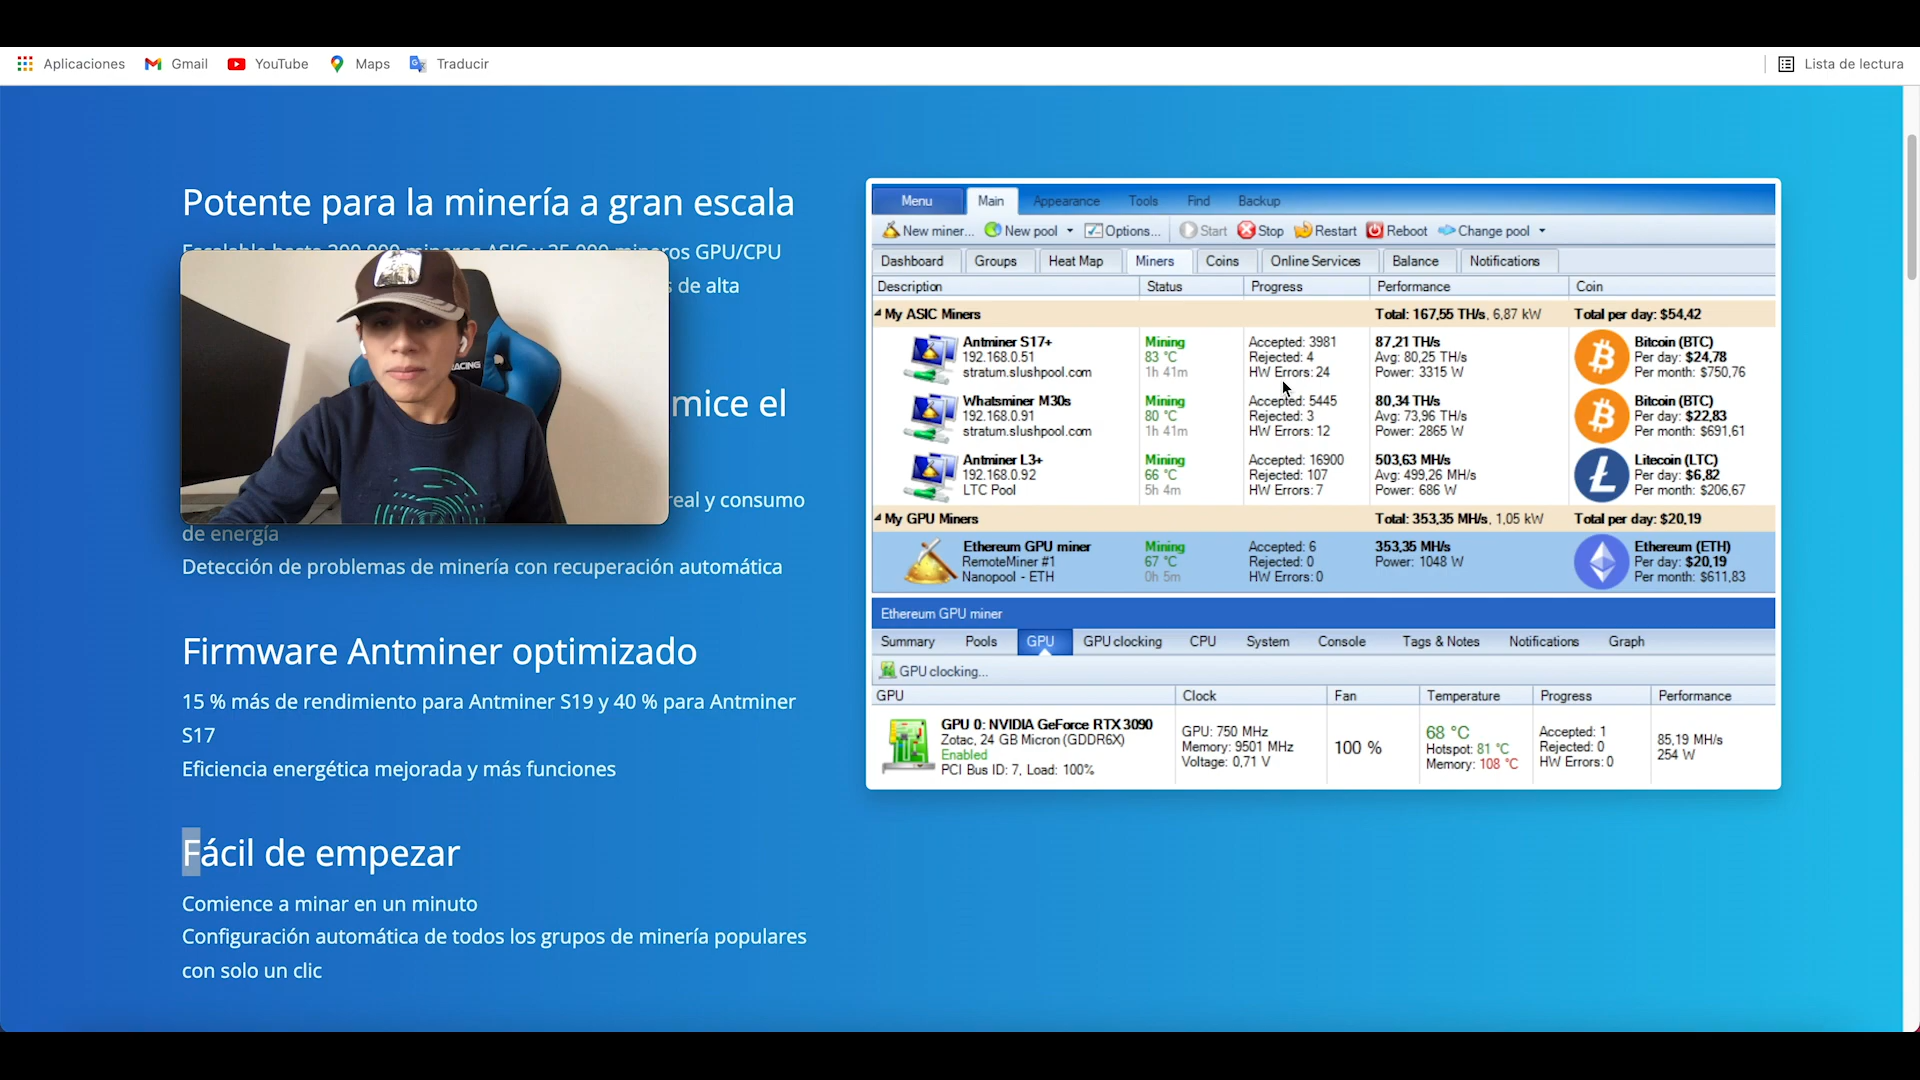 Aplicaciones
Gmail
YouTube
Maps
Traducir
Lista de lectura
Potente para la minería a gran escala
ros GPU/CPU
s de alta
mice el
real y consumo
de energía
Detección de problemas de minería con recuperación automática
Firmware Antminer optimizado
15 % más de rendimiento para Antminer S19 y 40 % para Antminer
S17
Eficiencia energética mejorada y más funciones
Fácil de empezar
Comience a minar en un minuto
Configuración automática de todos los grupos de minería populares
con solo un clic
Menu Main Appearance Tools Find Backup
New miner... New pool Options... Start Stop Restart Reboot Change pool
Dashboard Groups Heat Map Miners Coins Online Services Balance Notifications
Description Status Progress Performance Coin
My ASIC Miners Total: 167,55 TH/s, 6,87 kW Total per day: $54,42
Antminer S17+ Mining Accepted: 3981 87,21 TH/s Bitcoin (BTC)
192.168.0.51 83 °C Rejected: 4 Avg: 80,25 TH/s Per day: $24,78
stratum.slushpool.com 1h 41m HW Errors: 24 Power: 3315 W Per month: $750,76
Whatsminer M30s Mining Accepted: 5445 80,34 TH/s Bitcoin (BTC)
192.168.0.91 80 °C Rejected: 3 Avg: 73,96 TH/s Per day: $22,83
stratum.slushpool.com 1h 41m HW Errors: 12 Power: 2865 W Per month: $691,61
Antminer L3+ Mining Accepted: 16900 503,63 MH/s Litecoin (LTC)
192.168.0.92 66 °C Rejected: 107 Avg: 499,26 MH/s Per day: $6,82
LTC Pool 5h 4m HW Errors: 7 Power: 686 W Per month: $206,67
My GPU Miners Total: 353,35 MH/s, 1,05 kW Total per day: $20,19
Ethereum GPU miner Mining Accepted: 6 353,35 MH/s Ethereum (ETH)
RemoteMiner #1 67 °C Rejected: 0 Power: 1048 W Per day: $20,19
Nanopool - ETH 0h 5m HW Errors: 0 Per month: $611,83
Ethereum GPU miner
Summary Pools GPU GPU clocking CPU System Console Tags & Notes Notifications Graph
GPU clocking...
GPU Clock Fan Temperature Progress Performance
GPU 0: NVIDIA GeForce RTX 3090
Zotac, 24 GB Micron (GDDR6X)
Enabled
PCI Bus ID: 7, Load: 100%
GPU: 750 MHz
Memory: 9501 MHz
Voltage: 0,71 V
100 %
68 °C
Hotspot: 81 °C
Memory: 108 °C
Accepted: 1
Rejected: 0
HW Errors: 0
85,19 MH/s
254 W
ACING